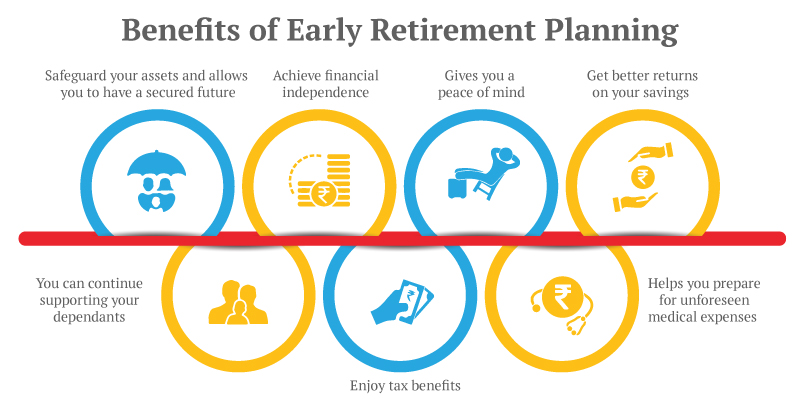 Benefits of Early Retirement Planning
Safeguard your assets and allows
you to have a secured future
Achieve financial
independence
Gives you a
peace of mind
Get better returns
on your savings
₹
₹
You can continue
supporting your
dependants
₹
Enjoy tax benefits
₹
Helps you prepare
for unforeseen
medical expenses